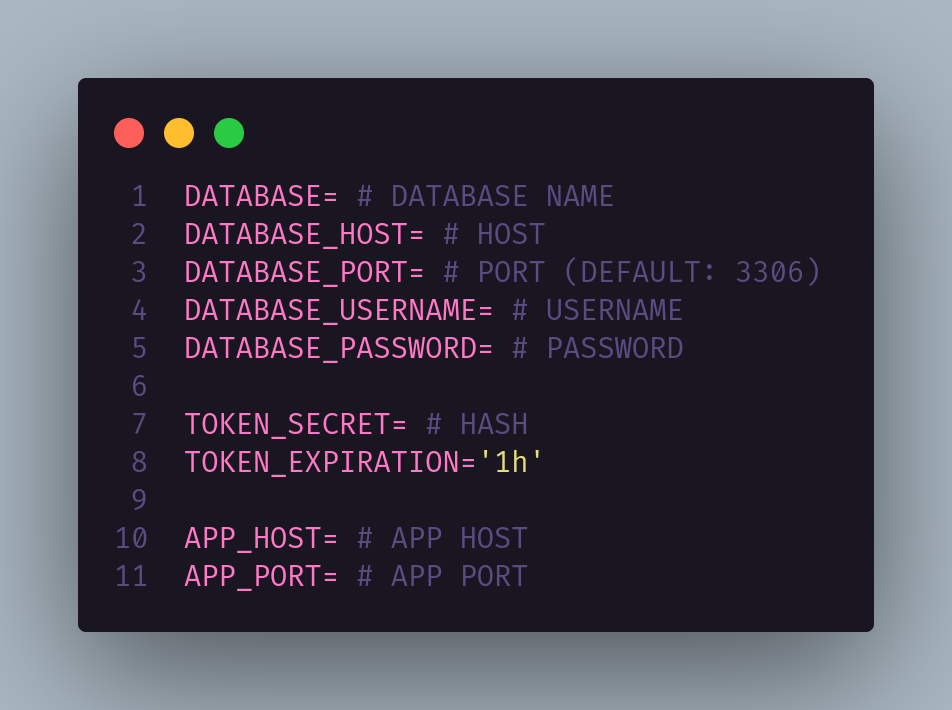 1 DATABASE= # DATABASE NAME
2 DATABASE_HOST= # HOST
3 DATABASE_PORT= # PORT (DEFAULT: 3306)
4 DATABASE_USERNAME= # USERNAME
5 DATABASE_PASSWORD= # PASSWORD
6
7 TOKEN_SECRET= # HASH
8 TOKEN_EXPIRATION='1h'
9
10 APP_HOST= # APP HOST
11 APP_PORT= # APP PORT